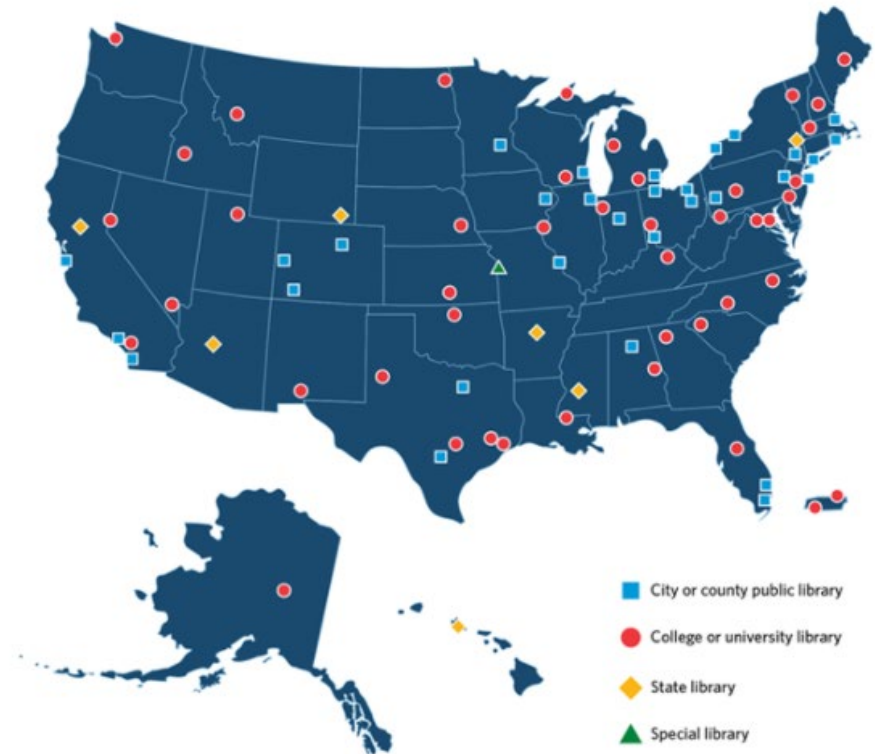 City or county public library
College or university library
State library
Special library